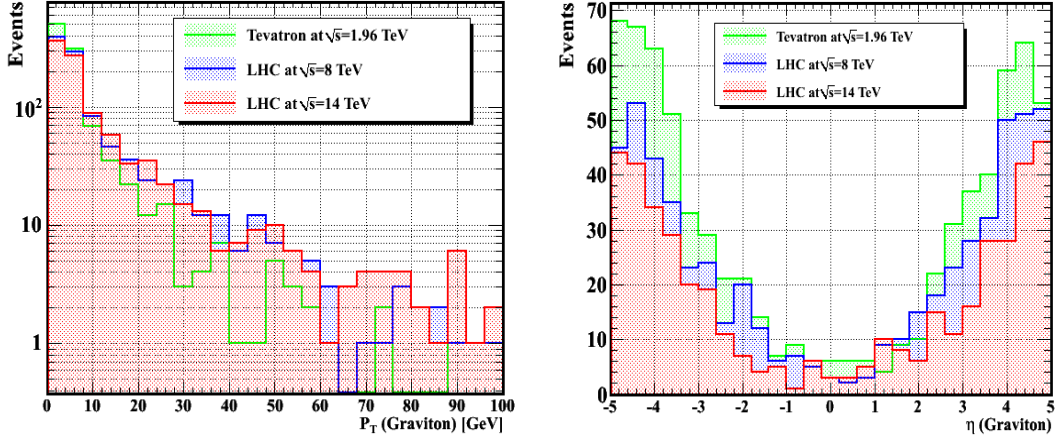 Events
10²
10
1
Tevatron at√s=1.96 TeV
LHC at√s=8 TeV
LHC at√s=14 TeV
0 10 20 30 40 50 60 70 80 90 100
P_T (Graviton) [GeV]
Events
70
60
50
40
30
20
10
0
Tevatron at√s=1.96 TeV
LHC at√s=8 TeV
LHC at√s=14 TeV
-5 -4 -3 -2 -1 0 1 2 3 4 5
η (Graviton)